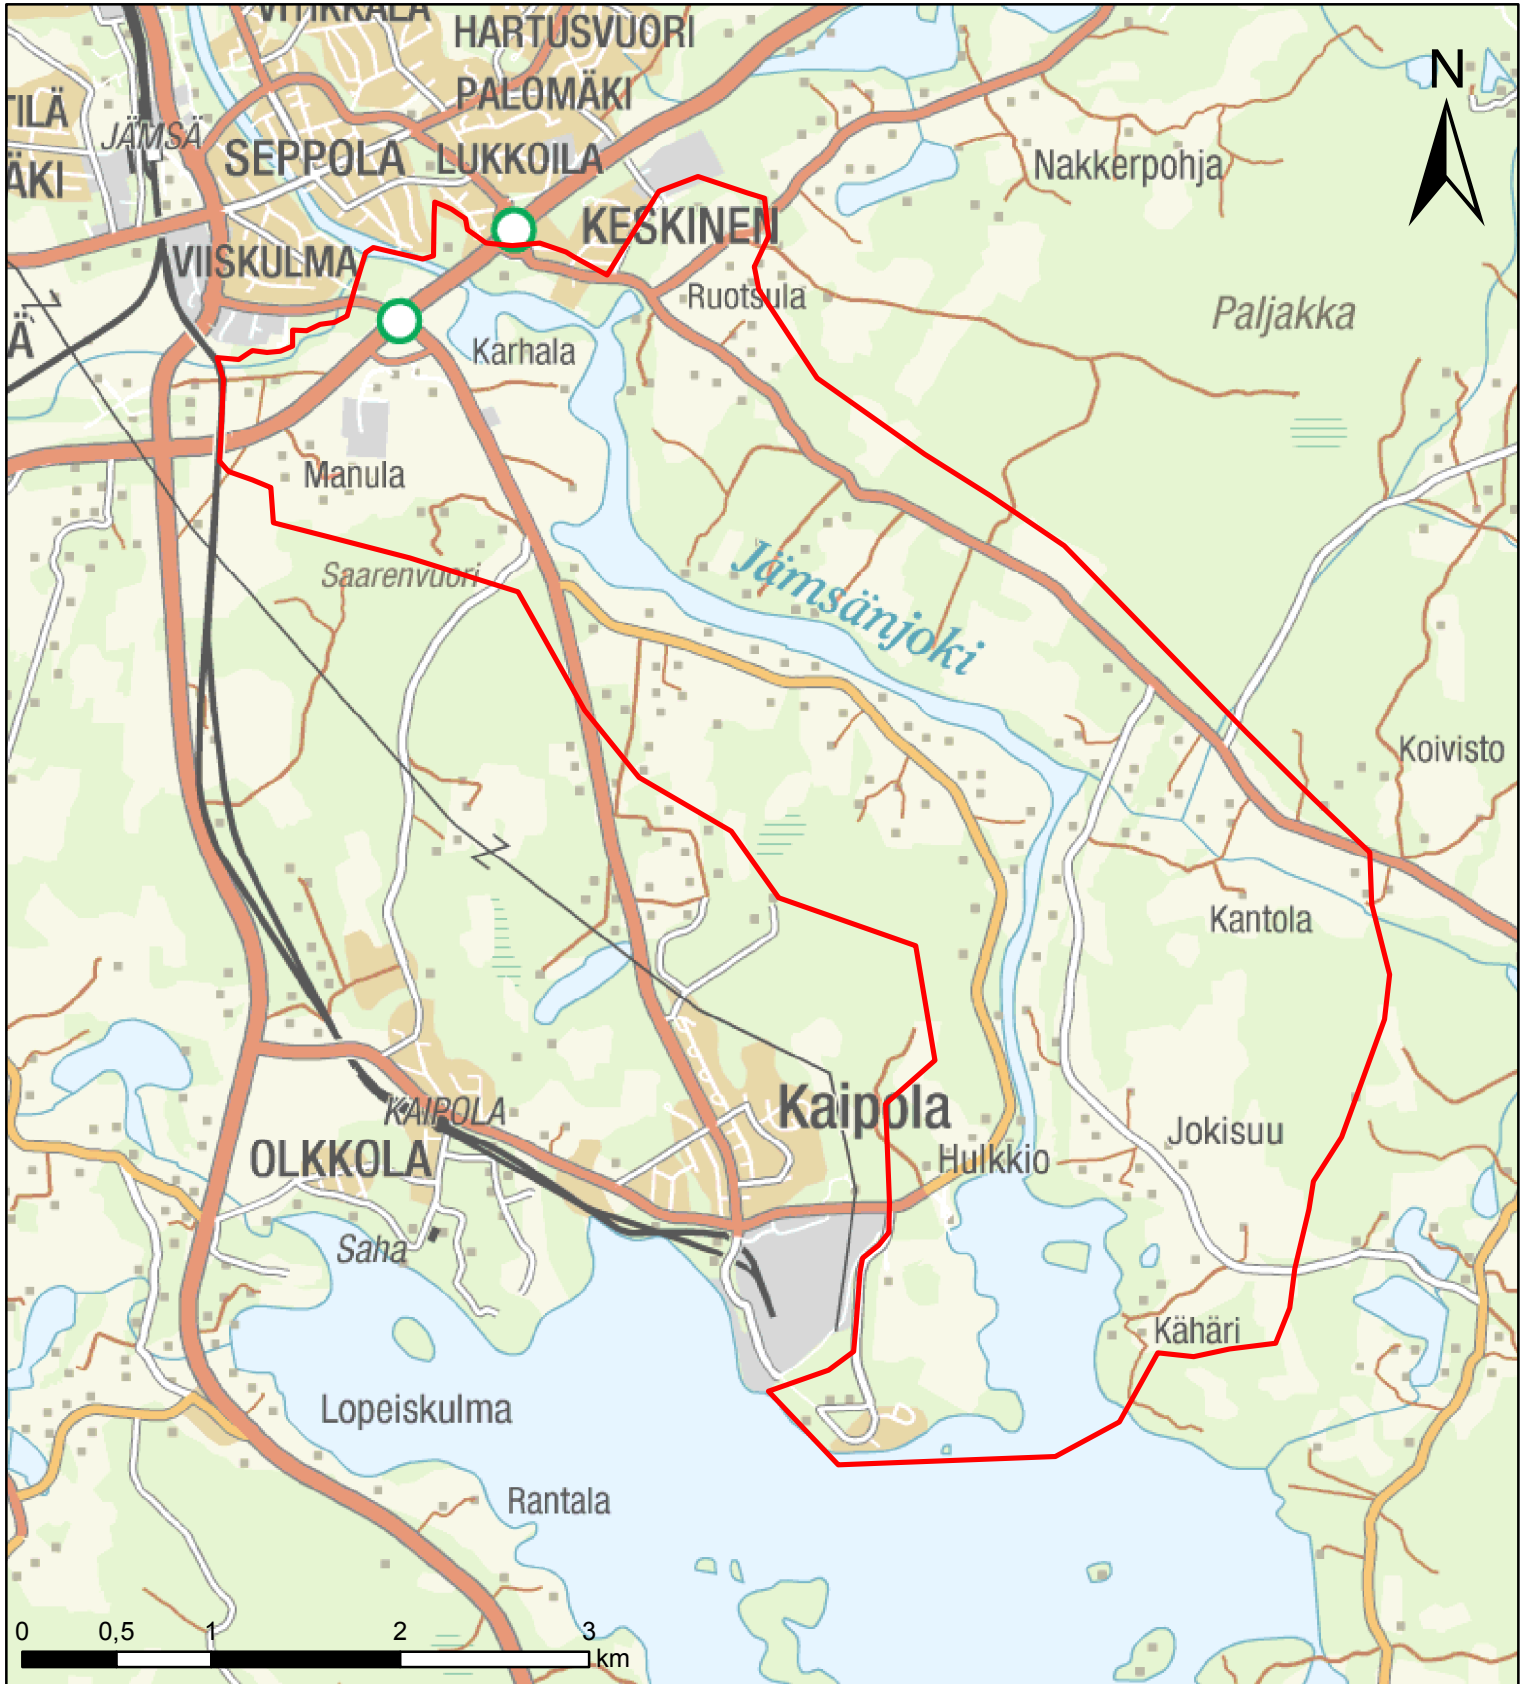 VITIKKALA
HARTUSVUORI
N
PALOMÄKI
TILÄ
JÄMSÄ
SEPPOLA
LUKKOILA
Nakkerpohja
ÄKI
KESKINEN
VIISKULMA
Ruotsula
Paljakka
Ä
Karhala
Manula
Saarenvuori
Jämsänjoki
Koivisto
Kantola
Kaipola
KAIPOLA
Jokisuu
OLKKOLA
Hulkkio
Saha
Kähäri
Lopeiskulma
Rantala
0 0,5 1 2 3
km